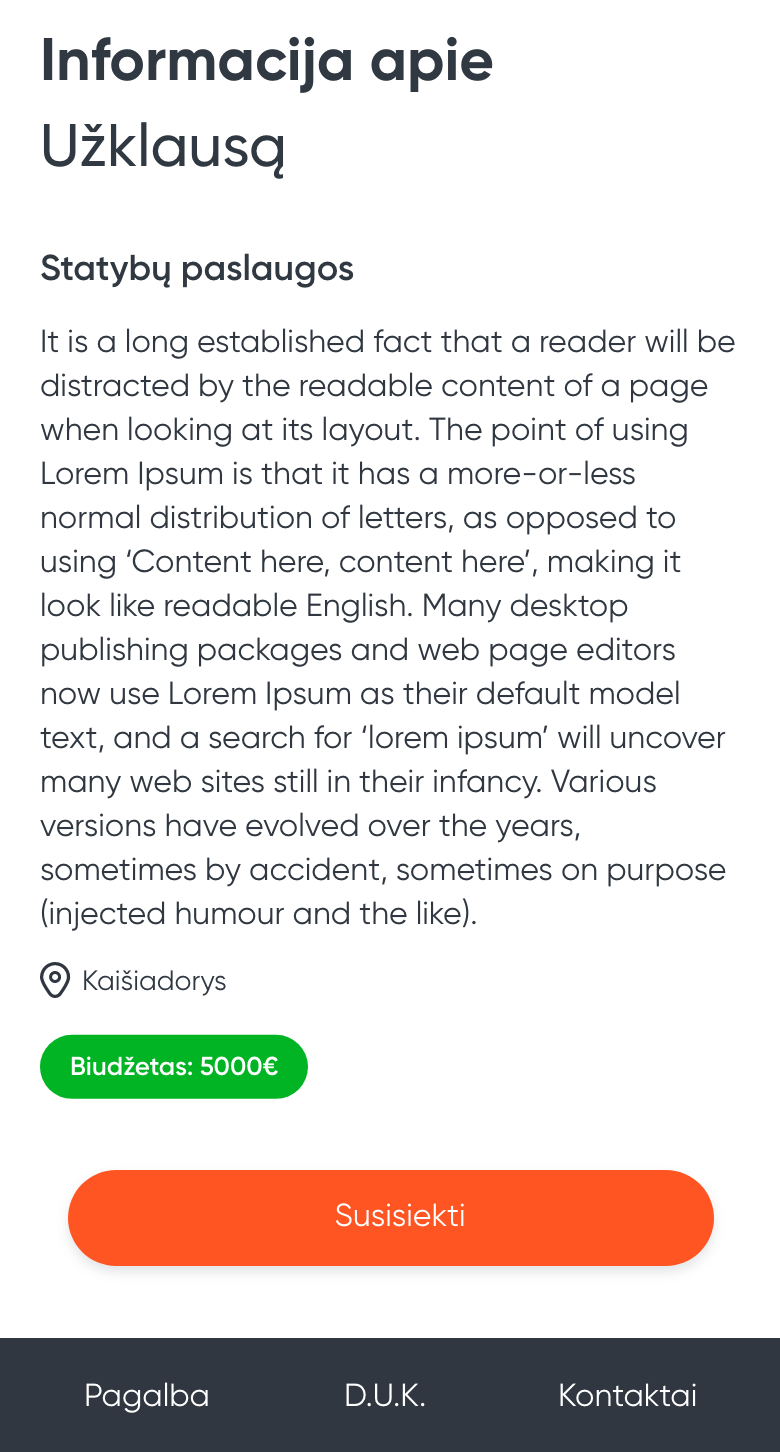 Informacija apie
Užklausą
Statybų paslaugos
It is a long established fact that a reader will be
distracted by the readable content of a page
when looking at its layout. The point of using
Lorem Ipsum is that it has a more-or-less
normal distribution of letters, as opposed to
using ‘Content here, content here’, making it
look like readable English. Many desktop
publishing packages and web page editors
now use Lorem Ipsum as their default model
text, and a search for ‘lorem ipsum’ will uncover
many web sites still in their infancy. Various
versions have evolved over the years,
sometimes by accident, sometimes on purpose
(injected humour and the like).
Kaišiadorys
Biudžetas: 5000€
Susisiekti
Pagalba D.U.K. Kontaktai